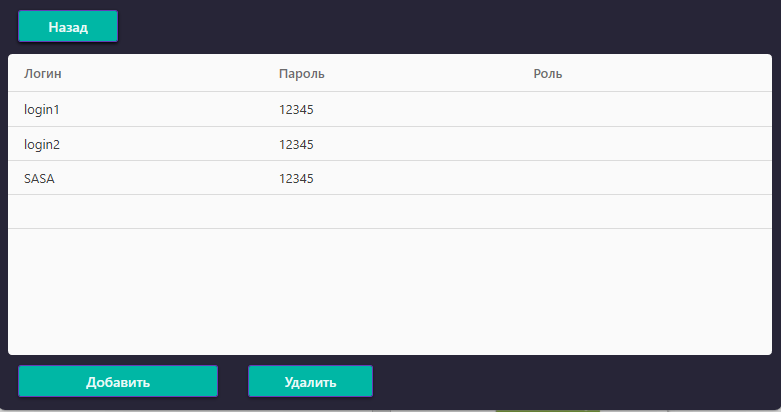 Назад
Логин Пароль Роль
login1 12345
login2 12345
SASA 12345
Добавить Удалить